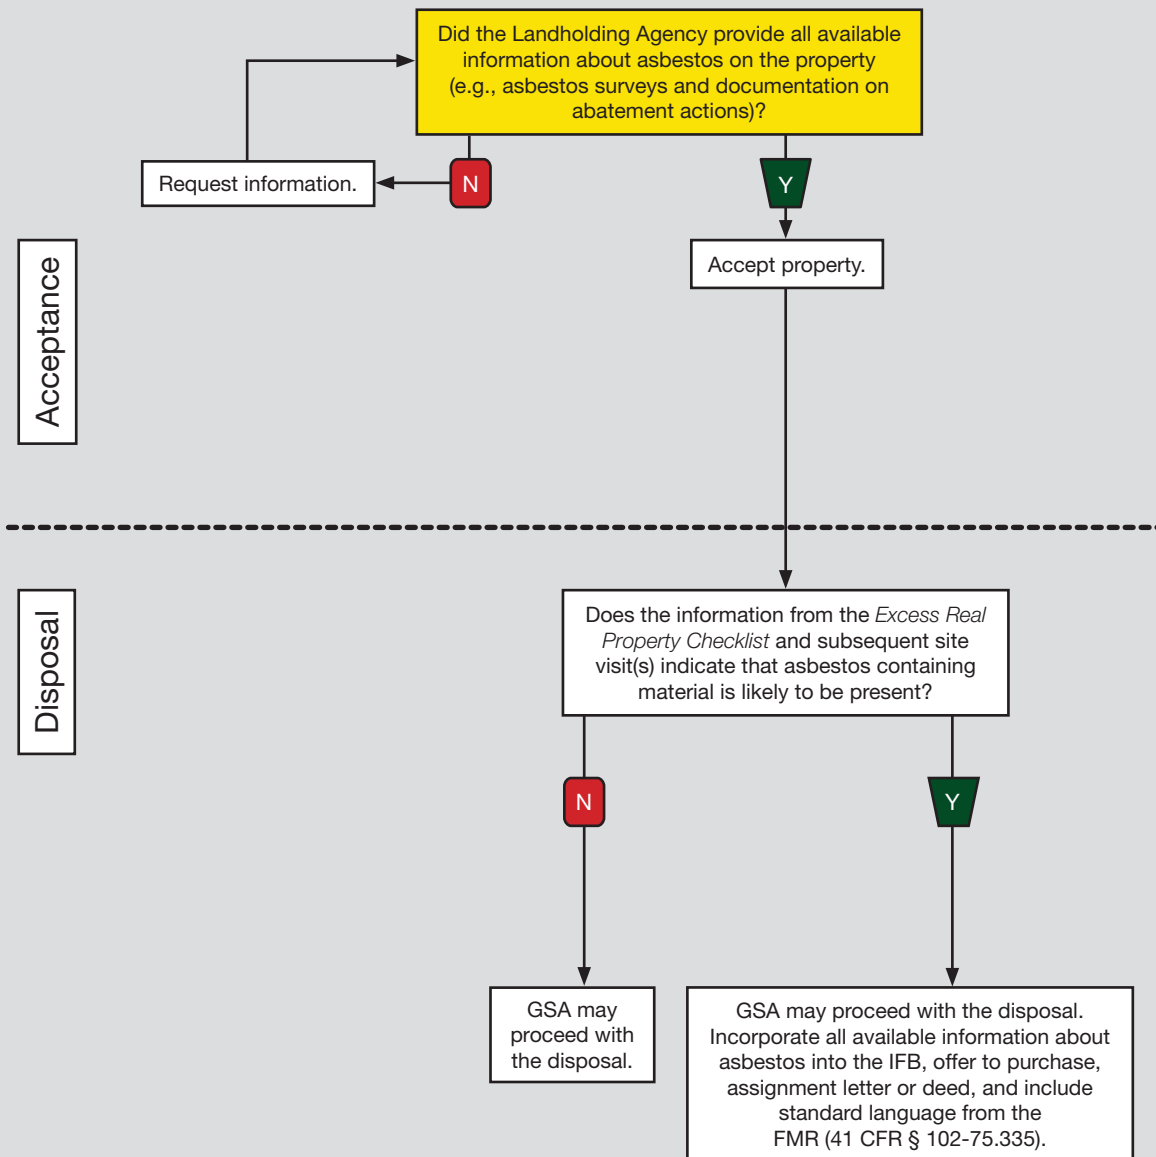 Did the Landholding Agency provide all available
information about asbestos on the property
(e.g., asbestos surveys and documentation on
abatement actions)?
Request information.
N
Y
Accept property.
Acceptance
Disposal
Does the information from the Excess Real
Property Checklist and subsequent site
visit(s) indicate that asbestos containing
material is likely to be present?
N
Y
GSA may
proceed with
the disposal.
GSA may proceed with the disposal.
Incorporate all available information about
asbestos into the IFB, offer to purchase,
assignment letter or deed, and include
standard language from the
FMR (41 CFR § 102-75.335).